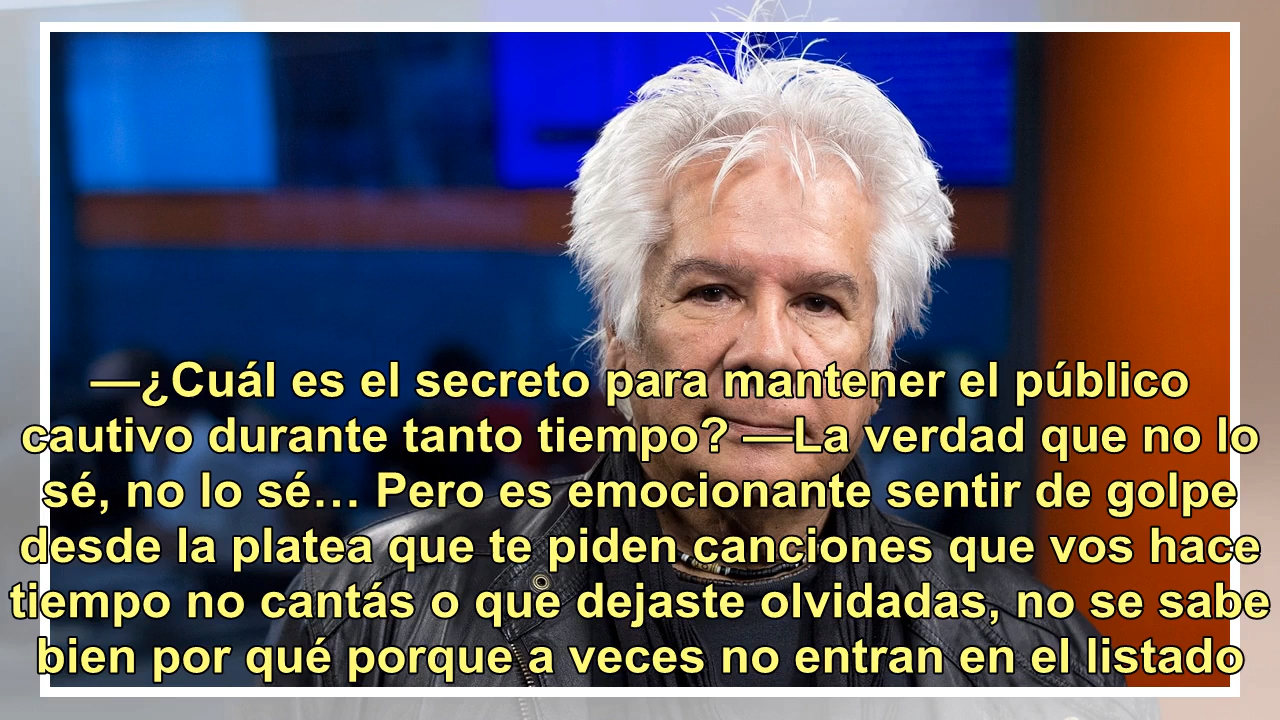 —¿Cuál es el secreto para mantener el público
cautivo durante tanto tiempo? —La verdad que no lo
sé, no lo sé… Pero es emocionante sentir de golpe
desde la platea que te piden canciones que vos hace
tiempo no cantás o que dejaste olvidadas, no se sabe
bien por qué porque a veces no entran en el listado